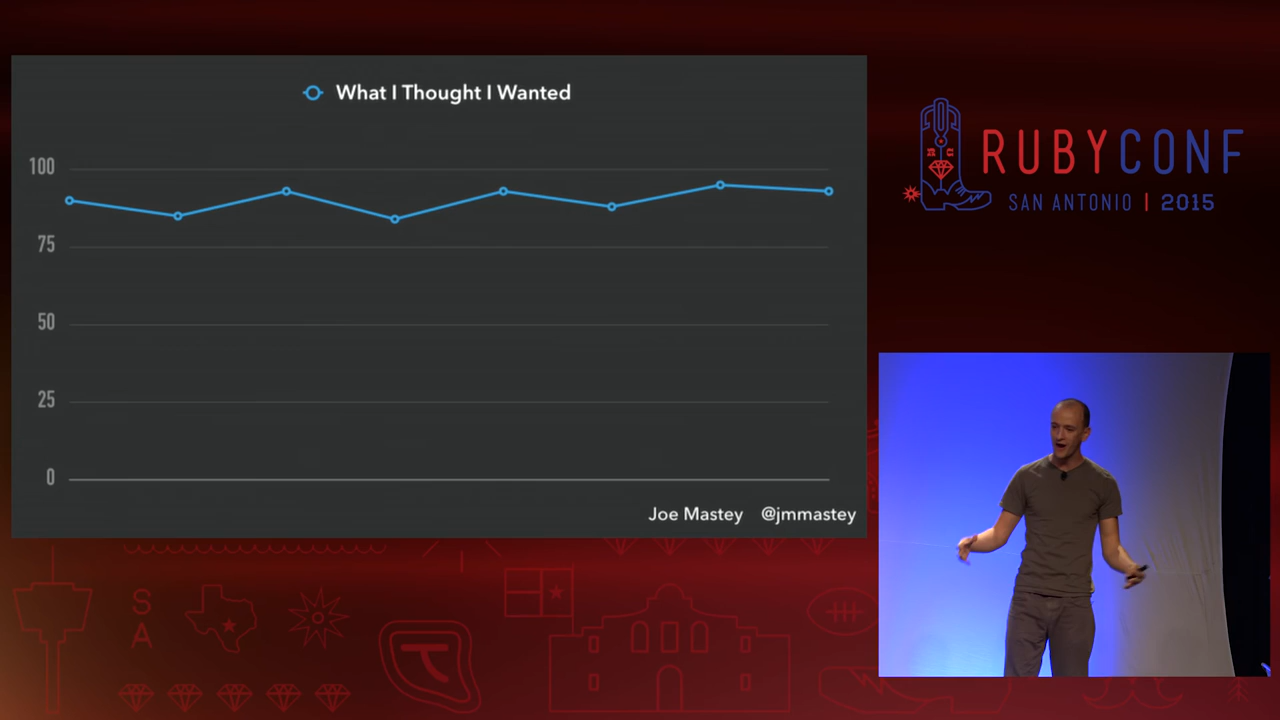 What I Thought I Wanted
100
75
50
25
0
Joe Mastey @jmmastey
RUBYCONF
SAN ANTONIO | 2015
S
A